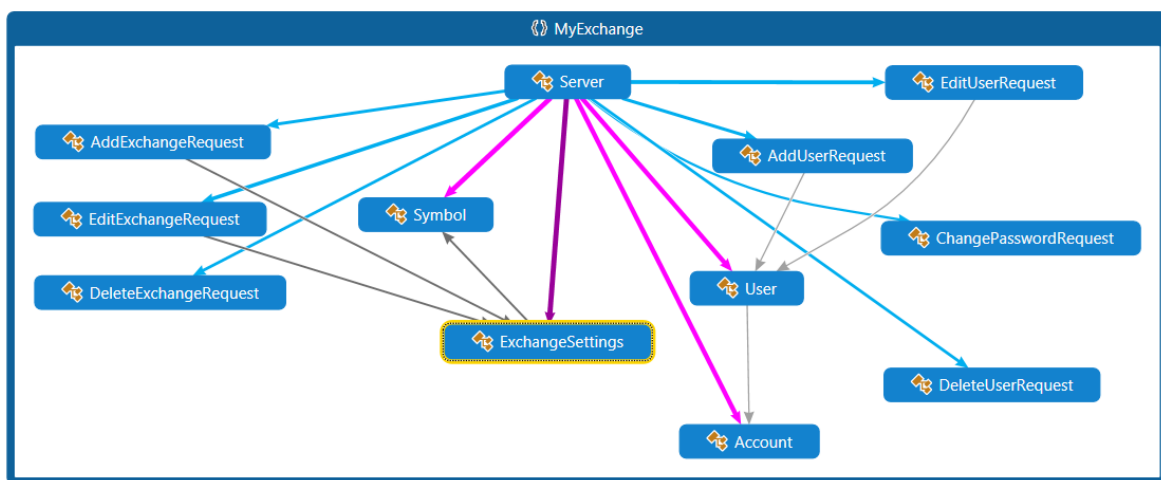 MyExchange
Server
EditUserRequest
AddExchangeRequest
AddUserRequest
EditExchangeRequest
Symbol
ChangePasswordRequest
DeleteExchangeRequest
User
ExchangeSettings
DeleteUserRequest
Account